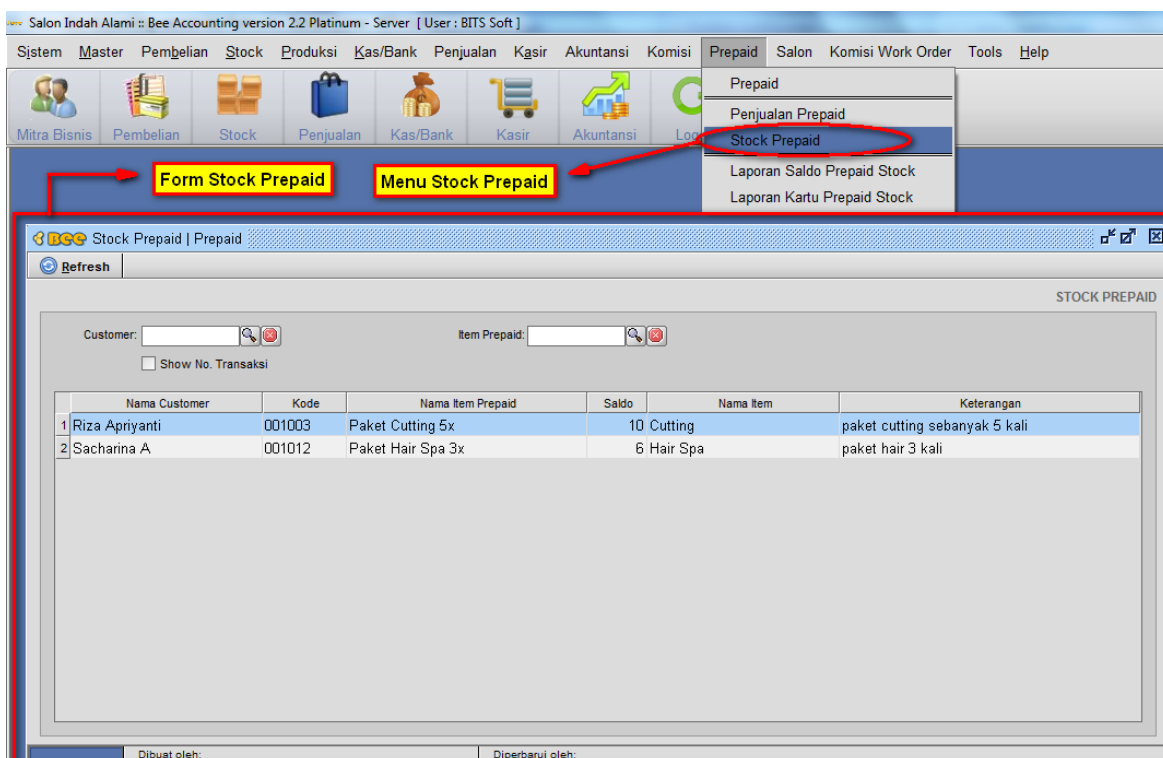 Salon Indah Alami :: Bee Accounting version 2.2 Platinum - Server [ User : BITS Soft ]
Sistem Master Pembelian Stock Produksi Kas/Bank Penjualan Kasir Akuntansi Komisi Prepaid Salon Komisi Work Order Tools Help
Mitra Bisnis Pembelian Stock Penjualan Kas/Bank Kasir Akuntansi
Prepaid
Penjualan Prepaid
Stock Prepaid
Laporan Saldo Prepaid Stock
Laporan Kartu Prepaid Stock
Form Stock Prepaid
Menu Stock Prepaid
Bee Stock Prepaid | Prepaid
Refresh
STOCK PREPAID
Customer: Item Prepaid:
Show No. Transaksi
Nama Customer Kode Nama Item Prepaid Saldo Nama Item Keterangan
1 Riza Apriyanti 001003 Paket Cutting 5x 10 Cutting paket cutting sebanyak 5 kali
2 Sacharina A 001012 Paket Hair Spa 3x 6 Hair Spa paket hair 3 kali
Dibuat oleh: Diperbarui oleh: